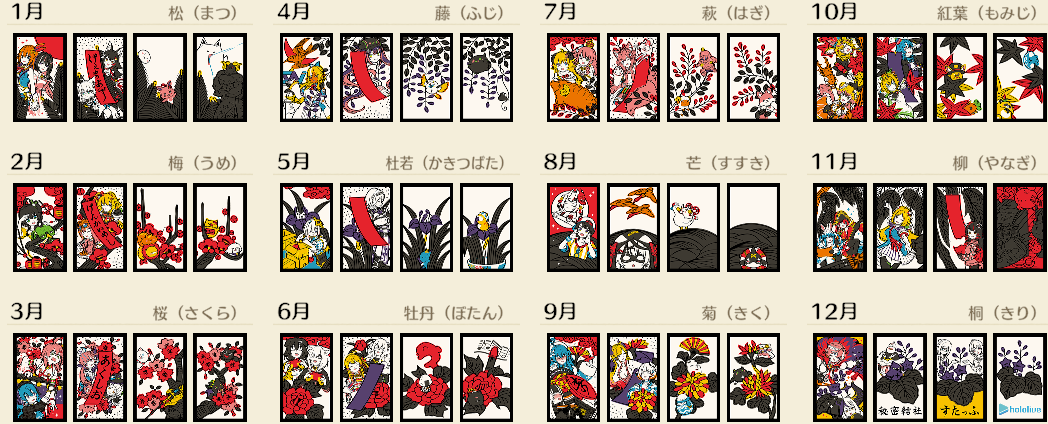 1月 松（まつ）
4月 藤（ふじ）
7月 萩（はぎ）
10月 紅葉（もみじ）
2月 梅（うめ）
5月 杜若（かきつばた）
8月 芒（すすき）
11月 柳（やなぎ）
3月 桜（さくら）
6月 牡丹（ぼたん）
9月 菊（きく）
12月 桐（きり）
秘密結社
すたっふ
hololive